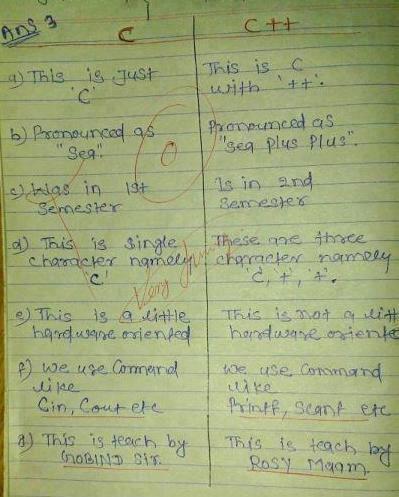 Ans 3
C
C++
a) This is Just
'C'
This is C
with '++'.
b) Pronounced as
"Sea".
Pronounced as
"Sea Plus Plus".
0
c) Was in 1st
Semester
Is in 2nd
Semester
d) This is single
character namely
'C'
These are three
character namely
'C, +, +.
Very
e) This is a little
hardware oriented
This is not a litt
hardware oriente
f) we use Command
like
Cin, Cout etc
we use Command
like
Printf, Scanf etc
g) This is teach by
GOBIND Sir.
This is teach by
ROSY Maam.